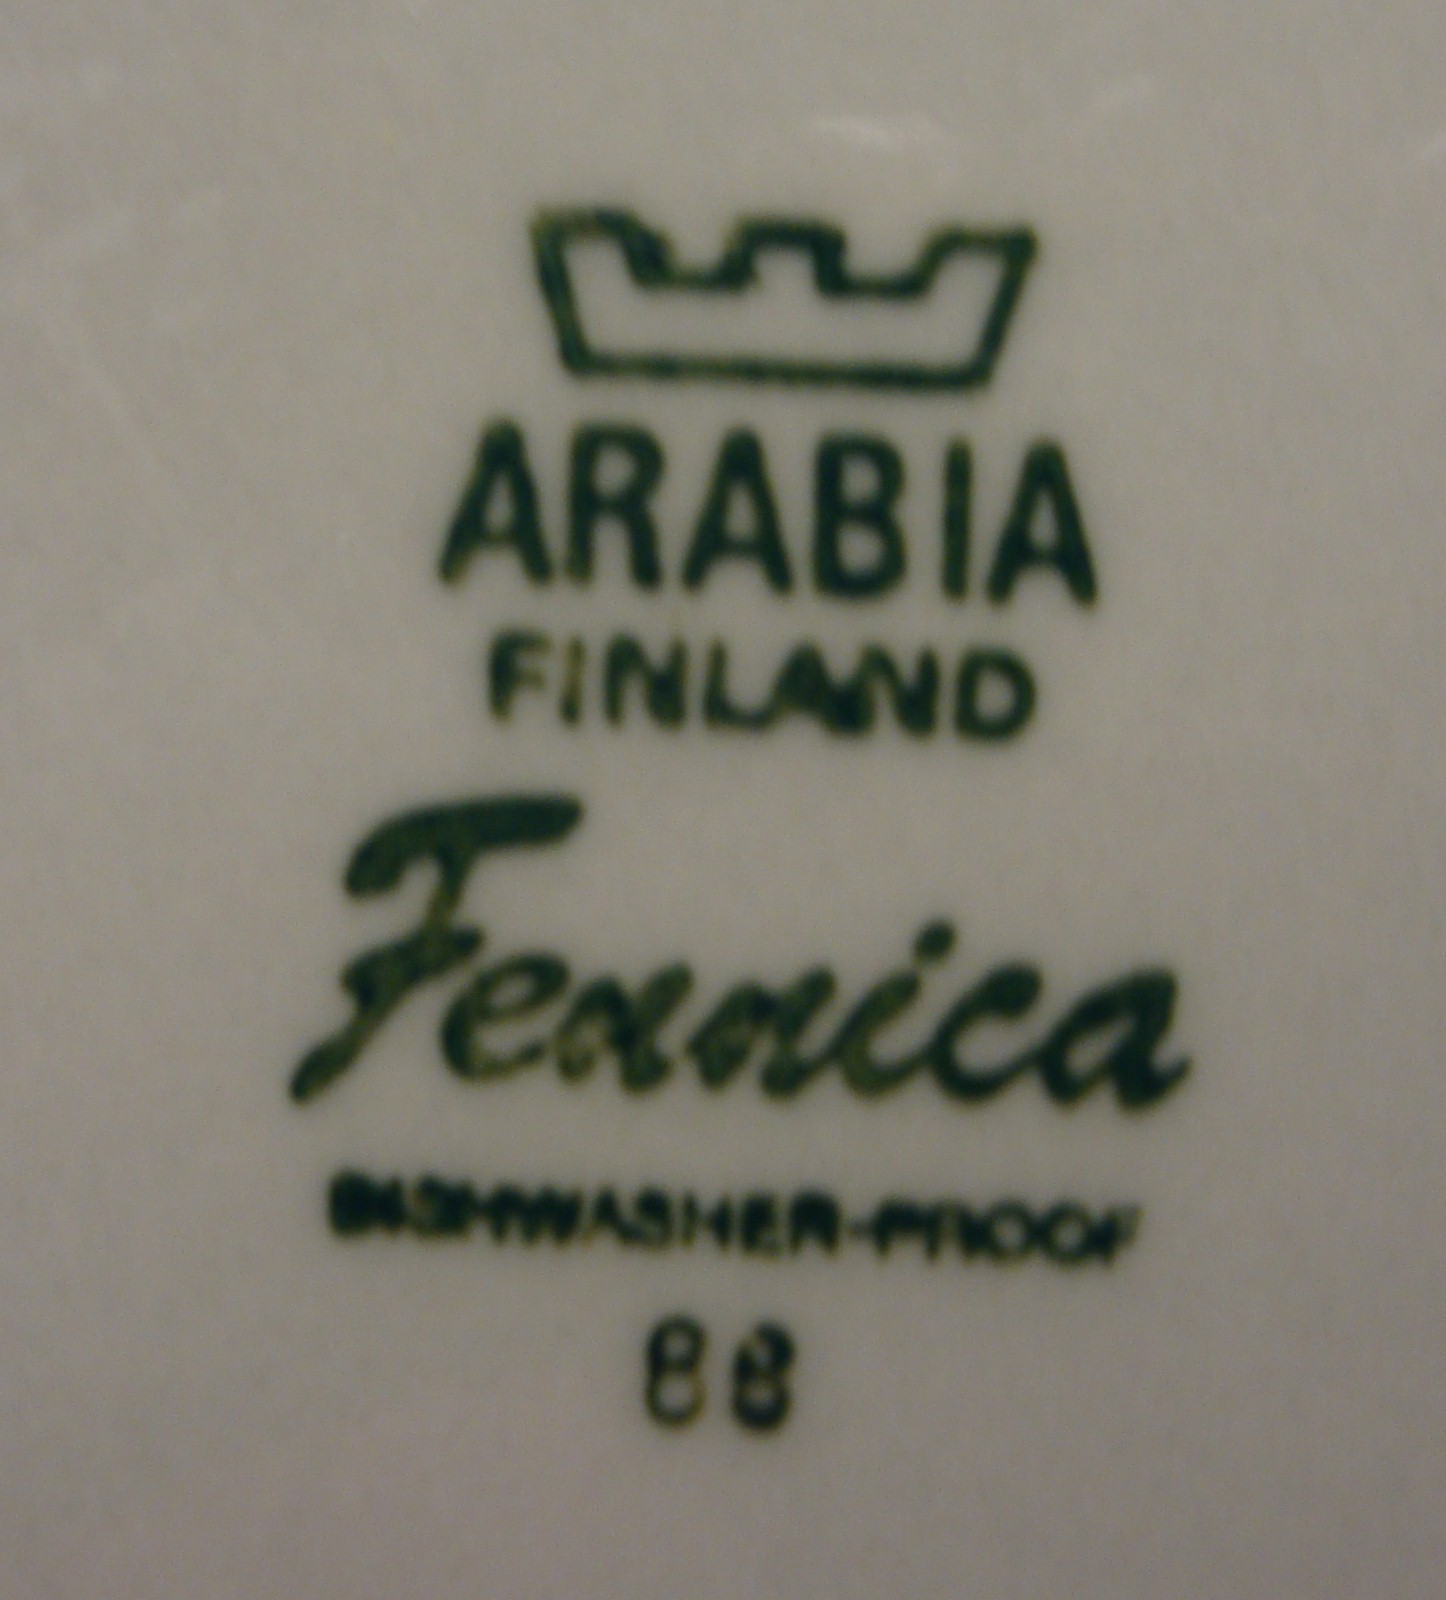 ARABIA
FINLAND
Fennica
DISHWASHER-PROOF
88